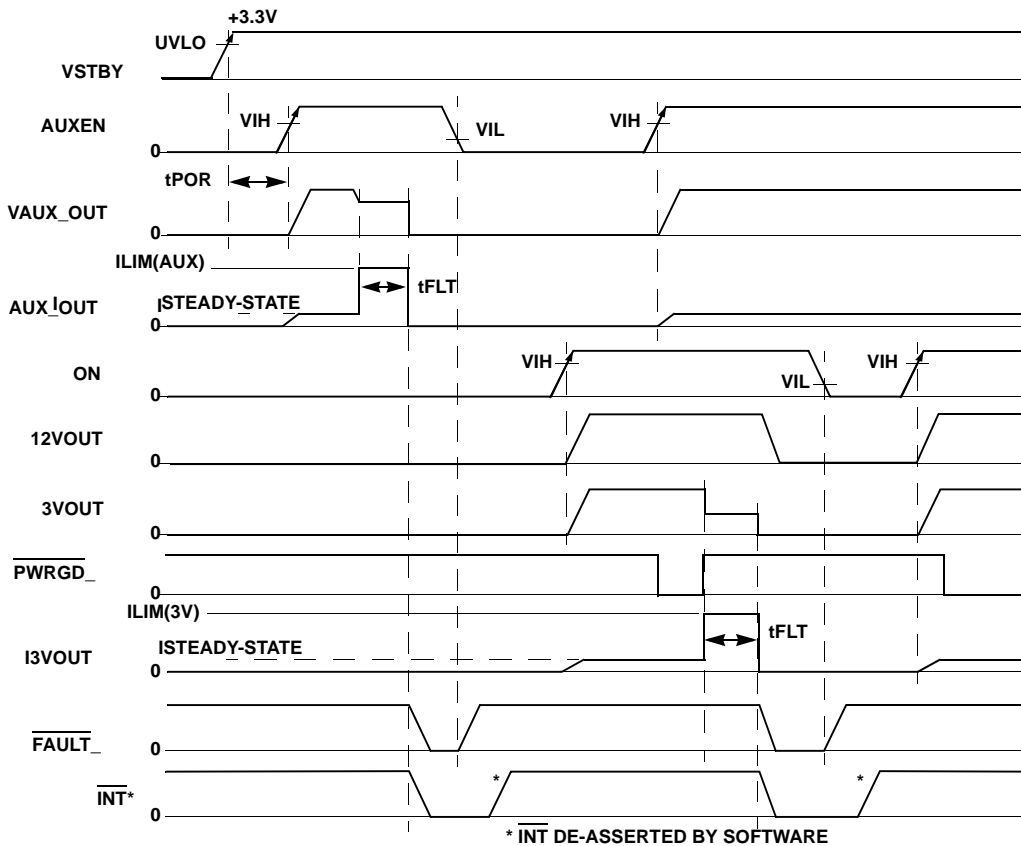 +3.3V
UVLO
VSTBY
AUXEN
VIH
VIL
VIH
0
tPOR
VAUX_OUT
0
ILIM(AUX)
tFLT
ISTEADY-STATE
AUX_IOUT
0
ON
VIH
VIL
VIH
0
12VOUT
0
3VOUT
0
PWRGD_
0
ILIM(3V)
tFLT
ISTEADY-STATE
I3VOUT
0
FAULT_
0
INT*
*
*
0
* INT DE-ASSERTED BY SOFTWARE